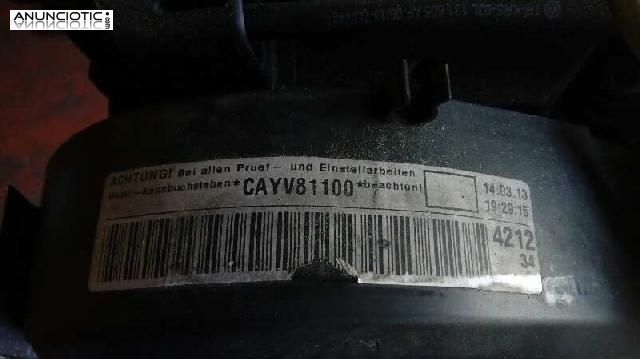 ANUNCIOTIC.com
ACHTUNG! Bei allen Pruef- und Einstellarbeiten
Motor-Kennbuchstaben*CAYV81100*beachten!
14.03.13
19:29:15
4212
34